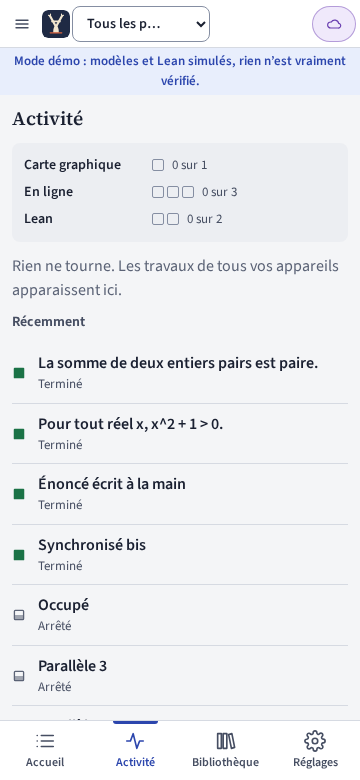 Tous les p…
Mode démo : modèles et Lean simulés, rien n’est vraiment
vérifié.
Activité
Carte graphique 0 sur 1
En ligne 0 sur 3
Lean 0 sur 2
Rien ne tourne. Les travaux de tous vos appareils
apparaissent ici.
Récemment
La somme de deux entiers pairs est paire.
Terminé
Pour tout réel x, x^2 + 1 > 0.
Terminé
Énoncé écrit à la main
Terminé
Synchronisé bis
Terminé
Occupé
Arrêté
Parallèle 3
Arrêté
Accueil
Activité
Bibliothèque
Réglages